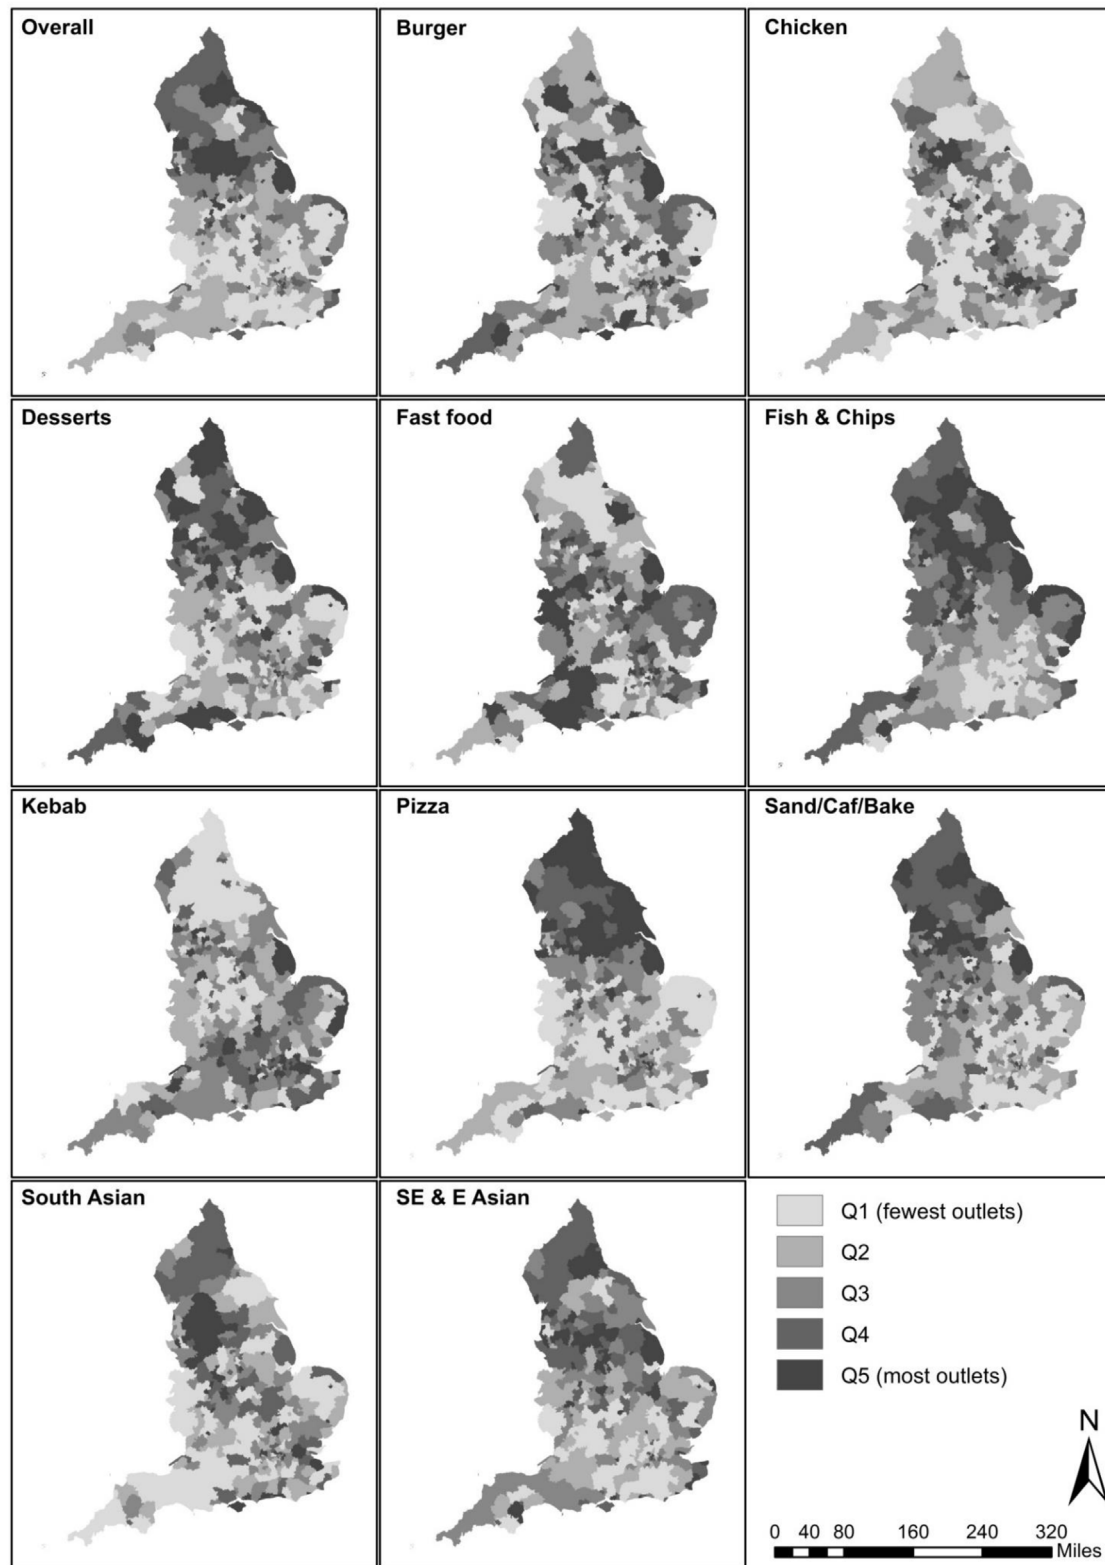 Overall
Burger
Chicken
Desserts
Fast food
Fish & Chips
Kebab
Pizza
Sand/Caf/Bake
South Asian
SE & E Asian
Q1 (fewest outlets)
Q2
Q3
Q4
Q5 (most outlets)
N
0 40 80 160 240 320
Miles